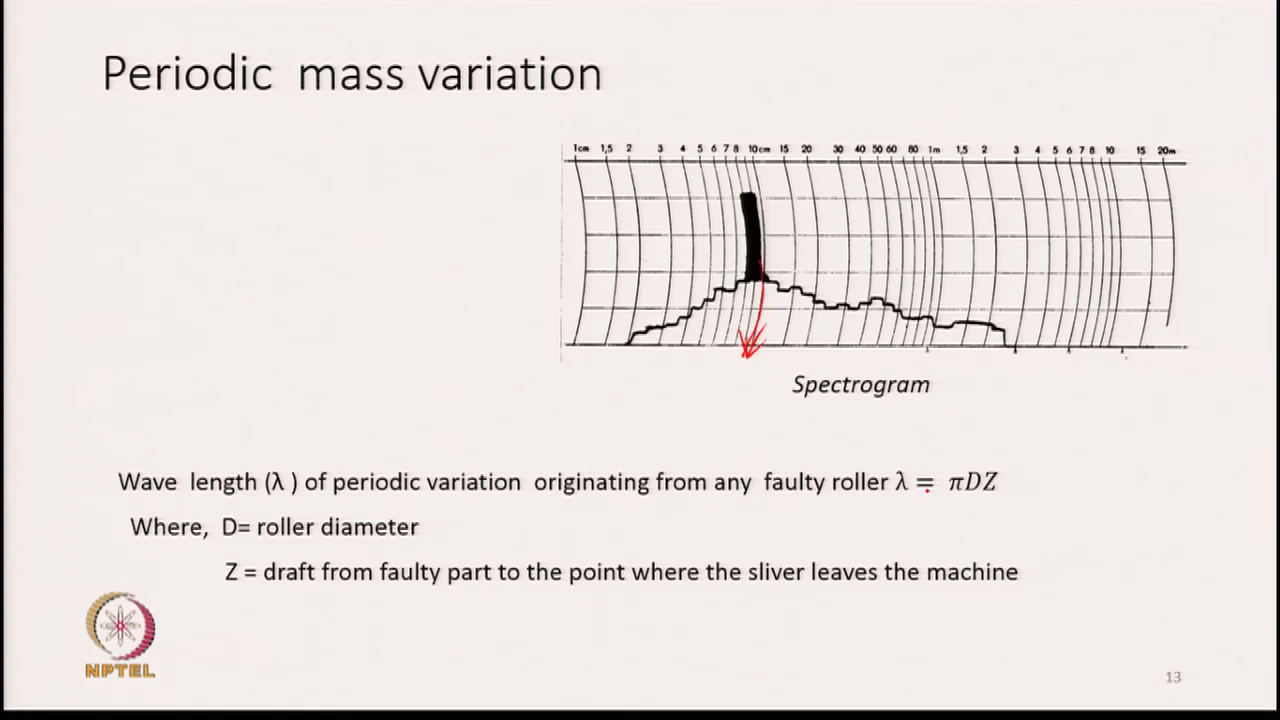 Periodic mass variation
1cm 1,5 2 3 4 5 6 7 8 10cm 15 20 30 40 50 60 80 1m 1,5 2 3 4 5 6 7 8 10 15 20m
Spectrogram
Wave length (λ ) of periodic variation originating from any faulty roller λ = πDZ
Where, D= roller diameter
Z = draft from faulty part to the point where the sliver leaves the machine
NPTEL
13